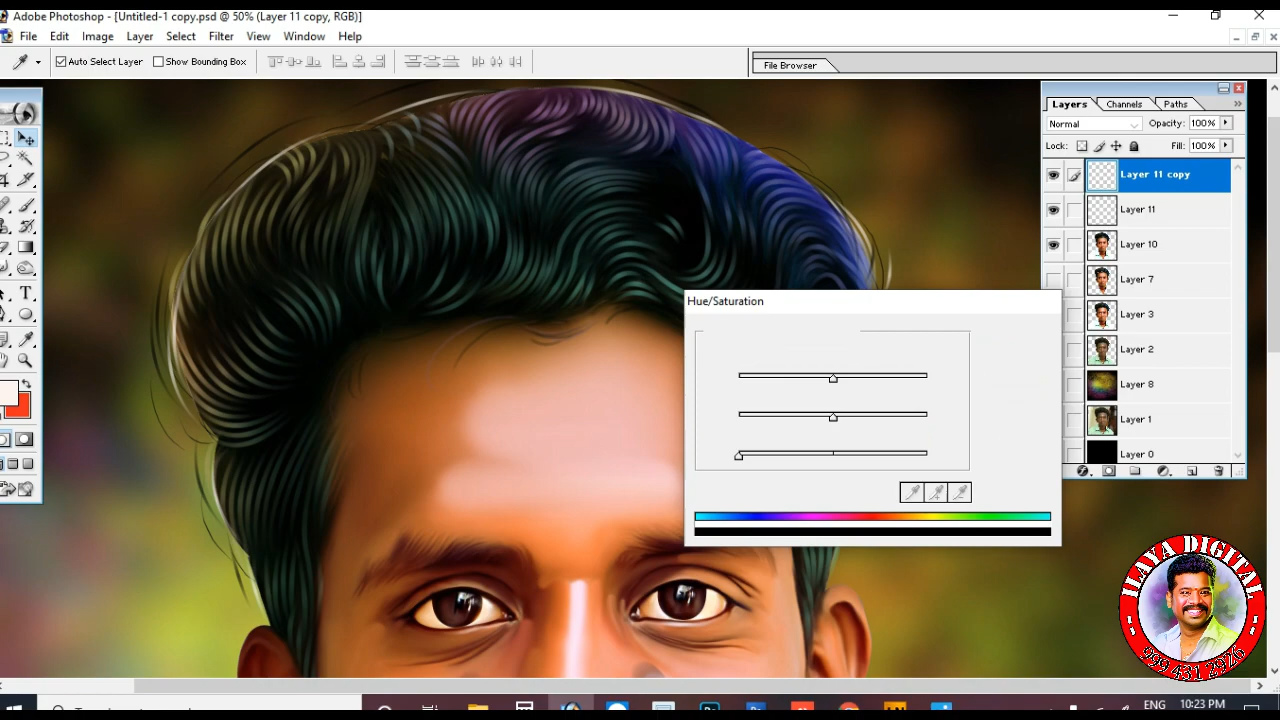 Adobe Photoshop - [Untitled-1 copy.psd @ 50% (Layer 11 copy, RGB)]
File Edit Image Layer Select Filter View Window Help
Auto Select Layer Show Bounding Box
File Browser
Layers Channels Paths
Normal Opacity: 100%
Lock: Fill: 100%
Layer 11 copy
Layer 11
Layer 10
Layer 7
Layer 3
Layer 2
Layer 8
Layer 1
Layer 0
Hue/Saturation
ILAYA DIGITAL
999 431 2926
ENG 10:23 PM